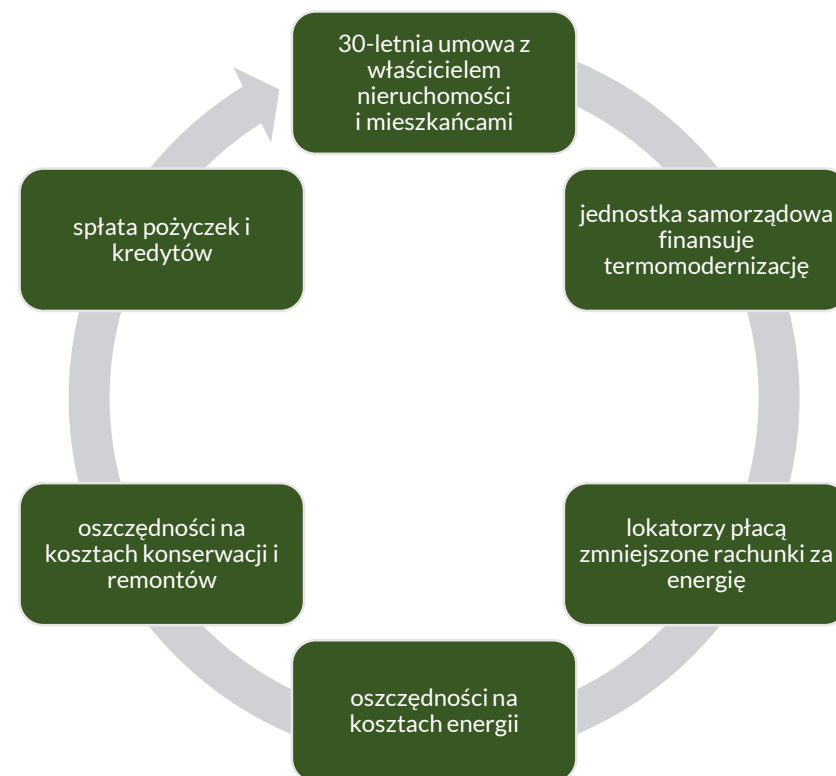 30-letnia umowa z
właścicielem
nieruchomości
i mieszkańcami
jednostka samorządowa
finansuje
termomodernizację
lokatorzy płacą
zmniejszone rachunki za
energię
oszczędności na
kosztach energii
oszczędności na
kosztach konserwacji i
remontów
spłata pożyczek i
kredytów